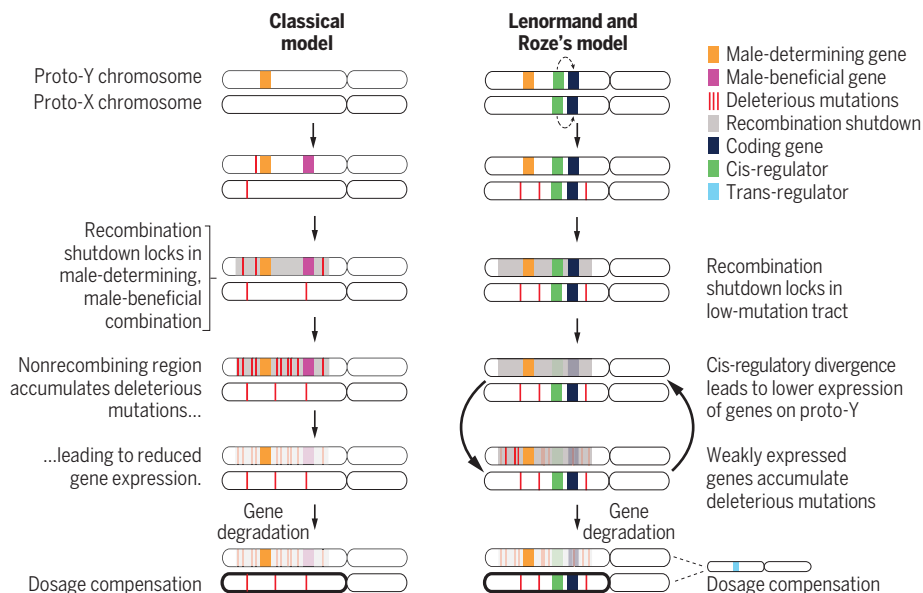 Classical
model
Lenormand and
Roze's model
Proto-Y chromosome
Proto-X chromosome
Male-determining gene
Male-beneficial gene
Deleterious mutations
Recombination shutdown
Coding gene
Cis-regulator
Trans-regulator
Recombination
shutdown locks in
male-determining,
male-beneficial
combination
Recombination
shutdown locks in
low-mutation tract
Nonrecombining region
accumulates deleterious
mutations...
Cis-regulatory divergence
leads to lower expression
of genes on proto-Y
...leading to reduced
gene expression.
Weakly expressed
genes accumulate
deleterious mutations
Gene
degradation
Gene
degradation
Dosage compensation
Dosage compensation